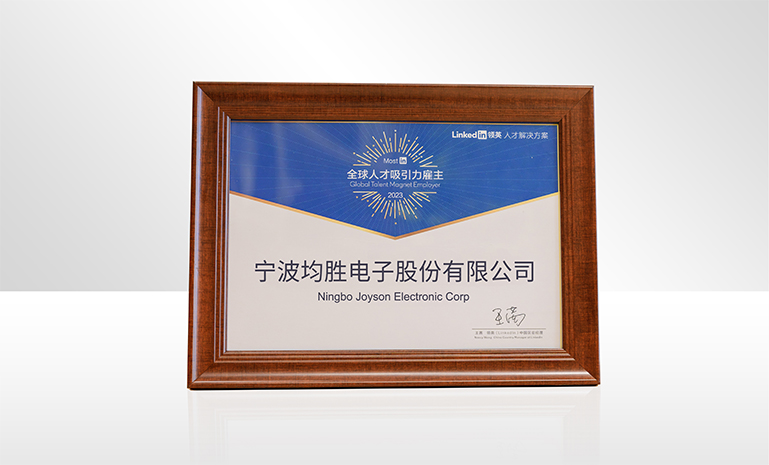 Linked in 领英 人才解决方案
Most in
全球人才吸引力雇主
Global Talent Magnet Employer
2023
宁波均胜电子股份有限公司
Ningbo Joyson Electronic Corp